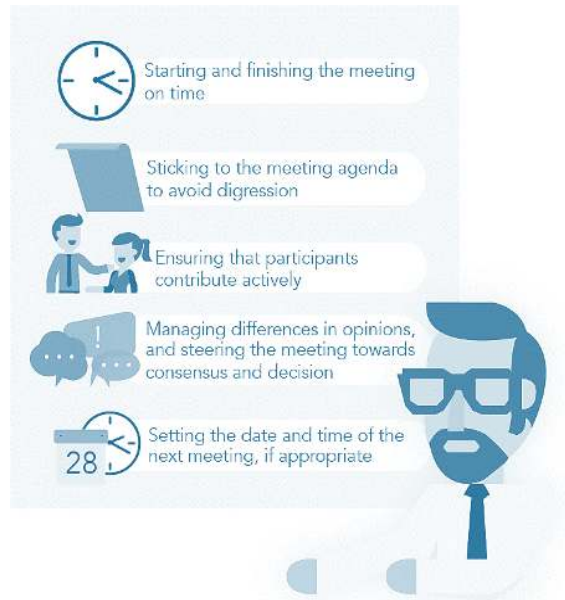 Starting and finishing the meeting
on time
Sticking to the meeting agenda
to avoid digression
Ensuring that participants
contribute actively
!
Managing differences in opinions,
and steering the meeting towards
consensus and decision
28
Setting the date and time of the
next meeting, if appropriate